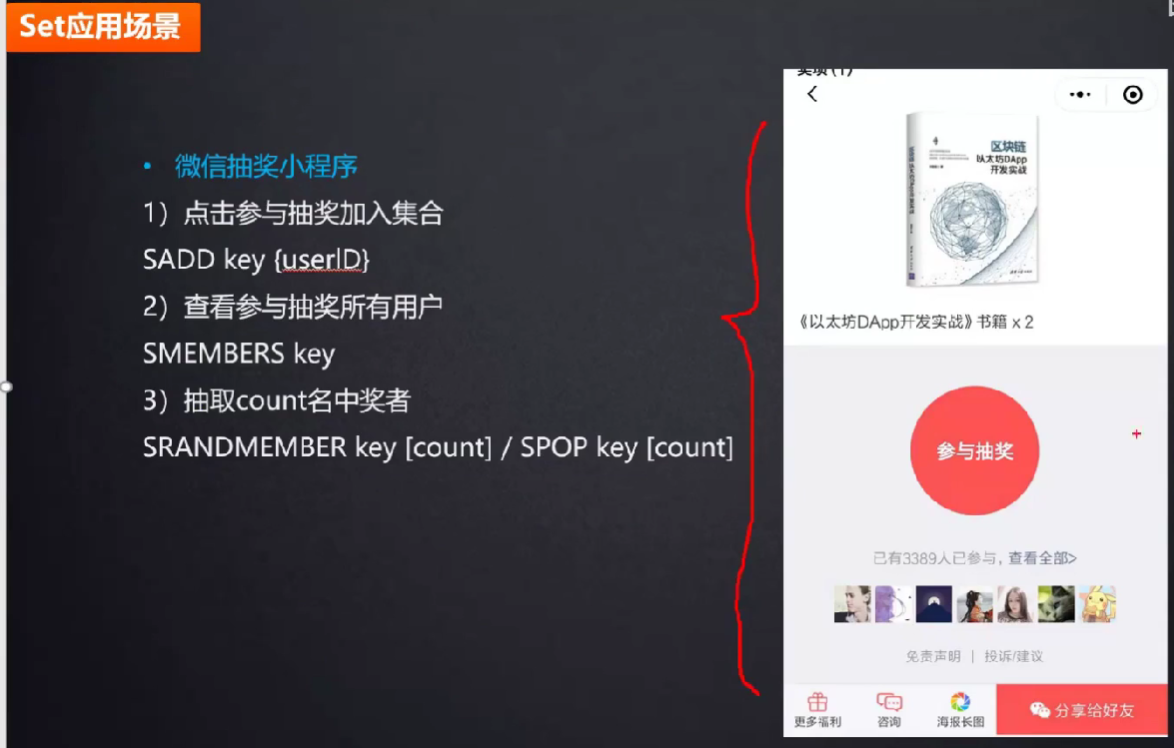 Set应用场景
• 微信抽奖小程序
1）点击参与抽奖加入集合
SADD key {userID}
2）查看参与抽奖所有用户
SMEMBERS key
3）抽取count名中奖者
SRANDMEMBER key [count] / SPOP key [count]
区块链
以太坊DApp
开发实战
《以太坊DApp开发实战》书籍 x 2
参与抽奖
已有3389人已参与，查看全部>
免责声明 | 投诉/建议
更多福利
咨询
海报长图
分享给好友